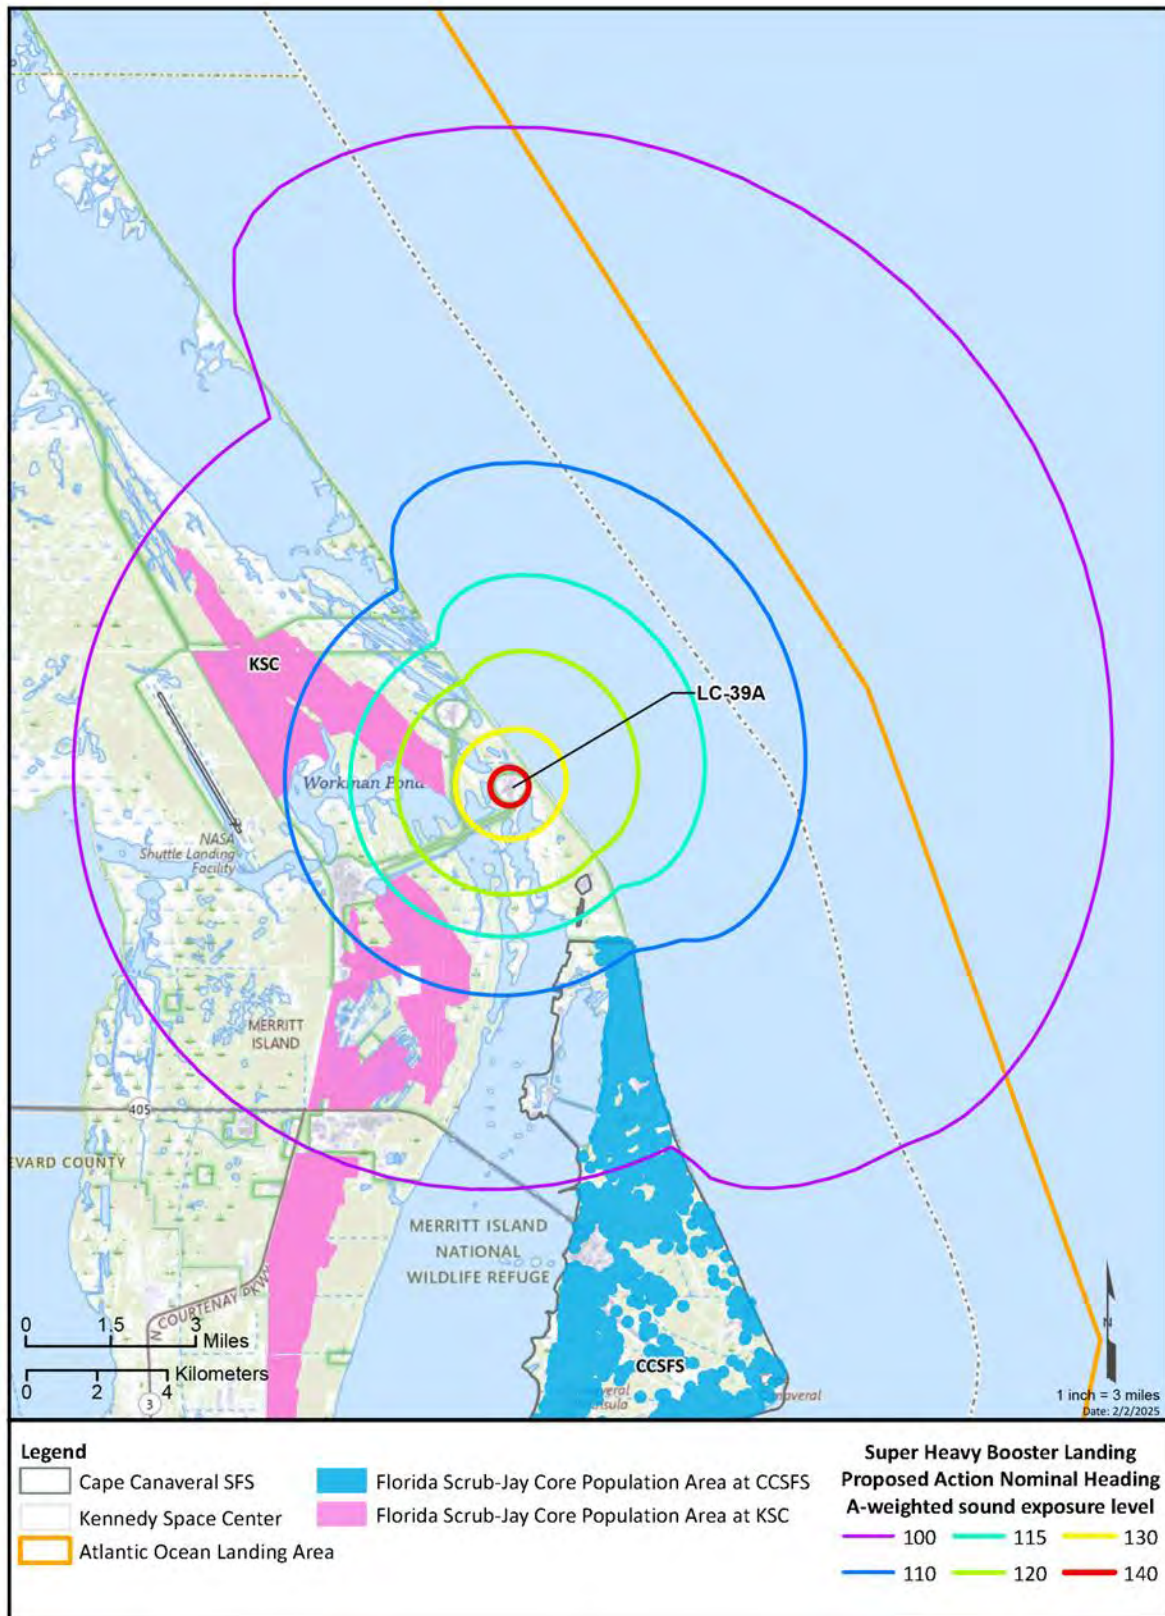 KSC
LC-39A
Workman Pond
NASA
Shuttle Landing
Facility
MERRITT
ISLAND
405
EVARD COUNTY
MERRITT ISLAND
NATIONAL
WILDLIFE REFUGE
N COURTENAY PKWY
0 1.5 3
Miles
Kilometers
0 2 4
3
CCSFS
N
1 inch = 3 miles
Date: 2/2/2025
Legend
Cape Canaveral SFS
Kennedy Space Center
Atlantic Ocean Landing Area
Florida Scrub-Jay Core Population Area at CCSFS
Florida Scrub-Jay Core Population Area at KSC
Super Heavy Booster Landing
Proposed Action Nominal Heading
A-weighted sound exposure level
100 115 130
110 120 140